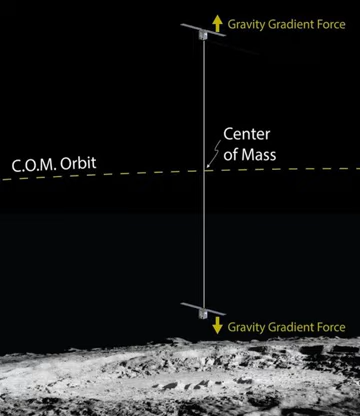 Gravity Gradient Force
Center
of Mass
C.O.M. Orbit
Gravity Gradient Force